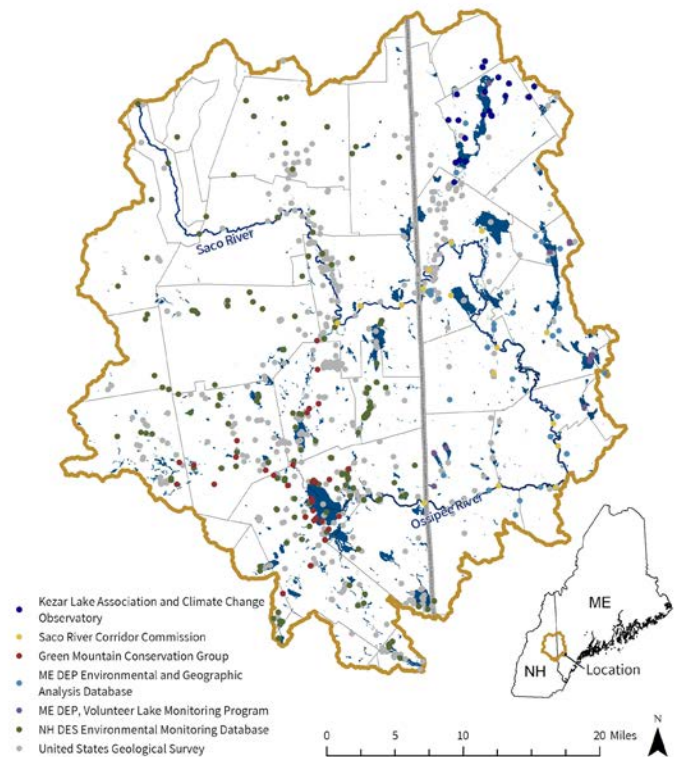 Saco River
Ossipee River
Kezar Lake Association and Climate Change
Observatory
Saco River Corridor Commission
Green Mountain Conservation Group
ME DEP Environmental and Geographic
Analysis Database
ME DEP, Volunteer Lake Monitoring Program
NH DES Environmental Monitoring Database
United States Geological Survey
ME
NH
Location
0 5 10 20 Miles
N